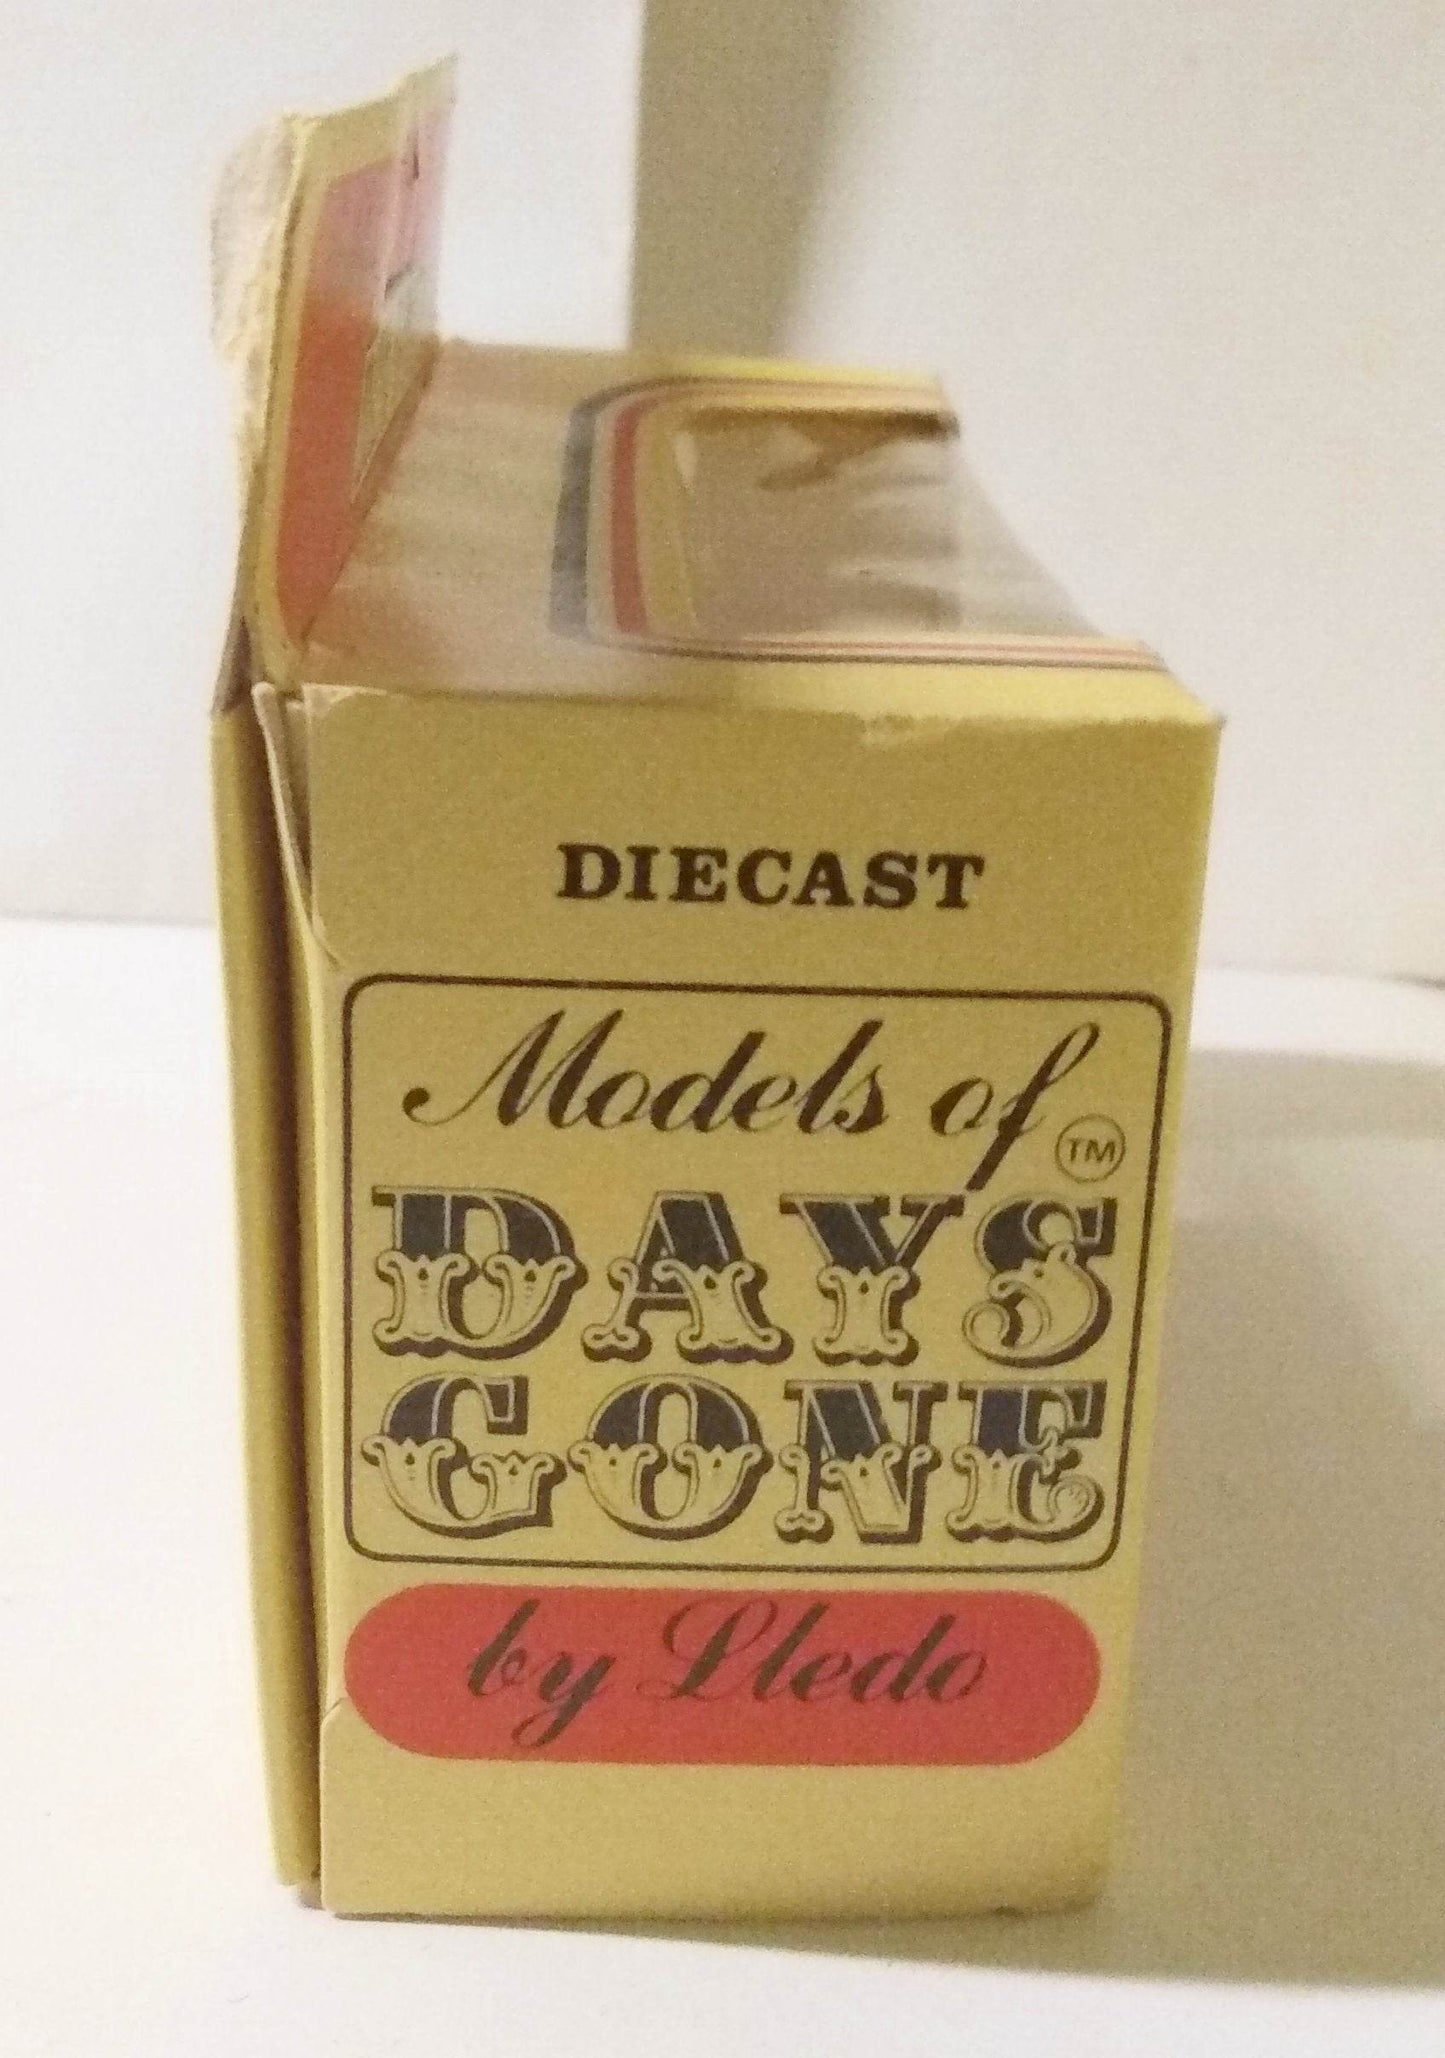 DIECAST
Models of
TM
DAYS
GONE
by Lledo